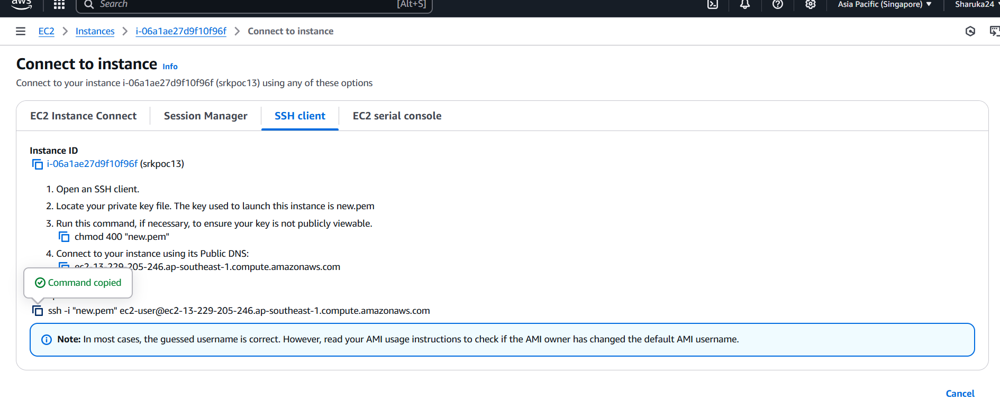 aws
Search
[Alt+S]
Asia Pacific (Singapore)
Sharuka24
EC2
Instances
i-06a1ae27d9f10f96f
Connect to instance
Connect to instance Info
Connect to your instance i-06a1ae27d9f10f96f (srkpoc13) using any of these options
EC2 Instance Connect
Session Manager
SSH client
EC2 serial console
Instance ID
i-06a1ae27d9f10f96f (srkpoc13)
1. Open an SSH client.
2. Locate your private key file. The key used to launch this instance is new.pem
3. Run this command, if necessary, to ensure your key is not publicly viewable.
chmod 400 "new.pem"
4. Connect to your instance using its Public DNS:
ec2-13-229-205-246.ap-southeast-1.compute.amazonaws.com
Command copied
ssh -i "new.pem" ec2-user@ec2-13-229-205-246.ap-southeast-1.compute.amazonaws.com
Note: In most cases, the guessed username is correct. However, read your AMI usage instructions to check if the AMI owner has changed the default AMI username.
Cancel